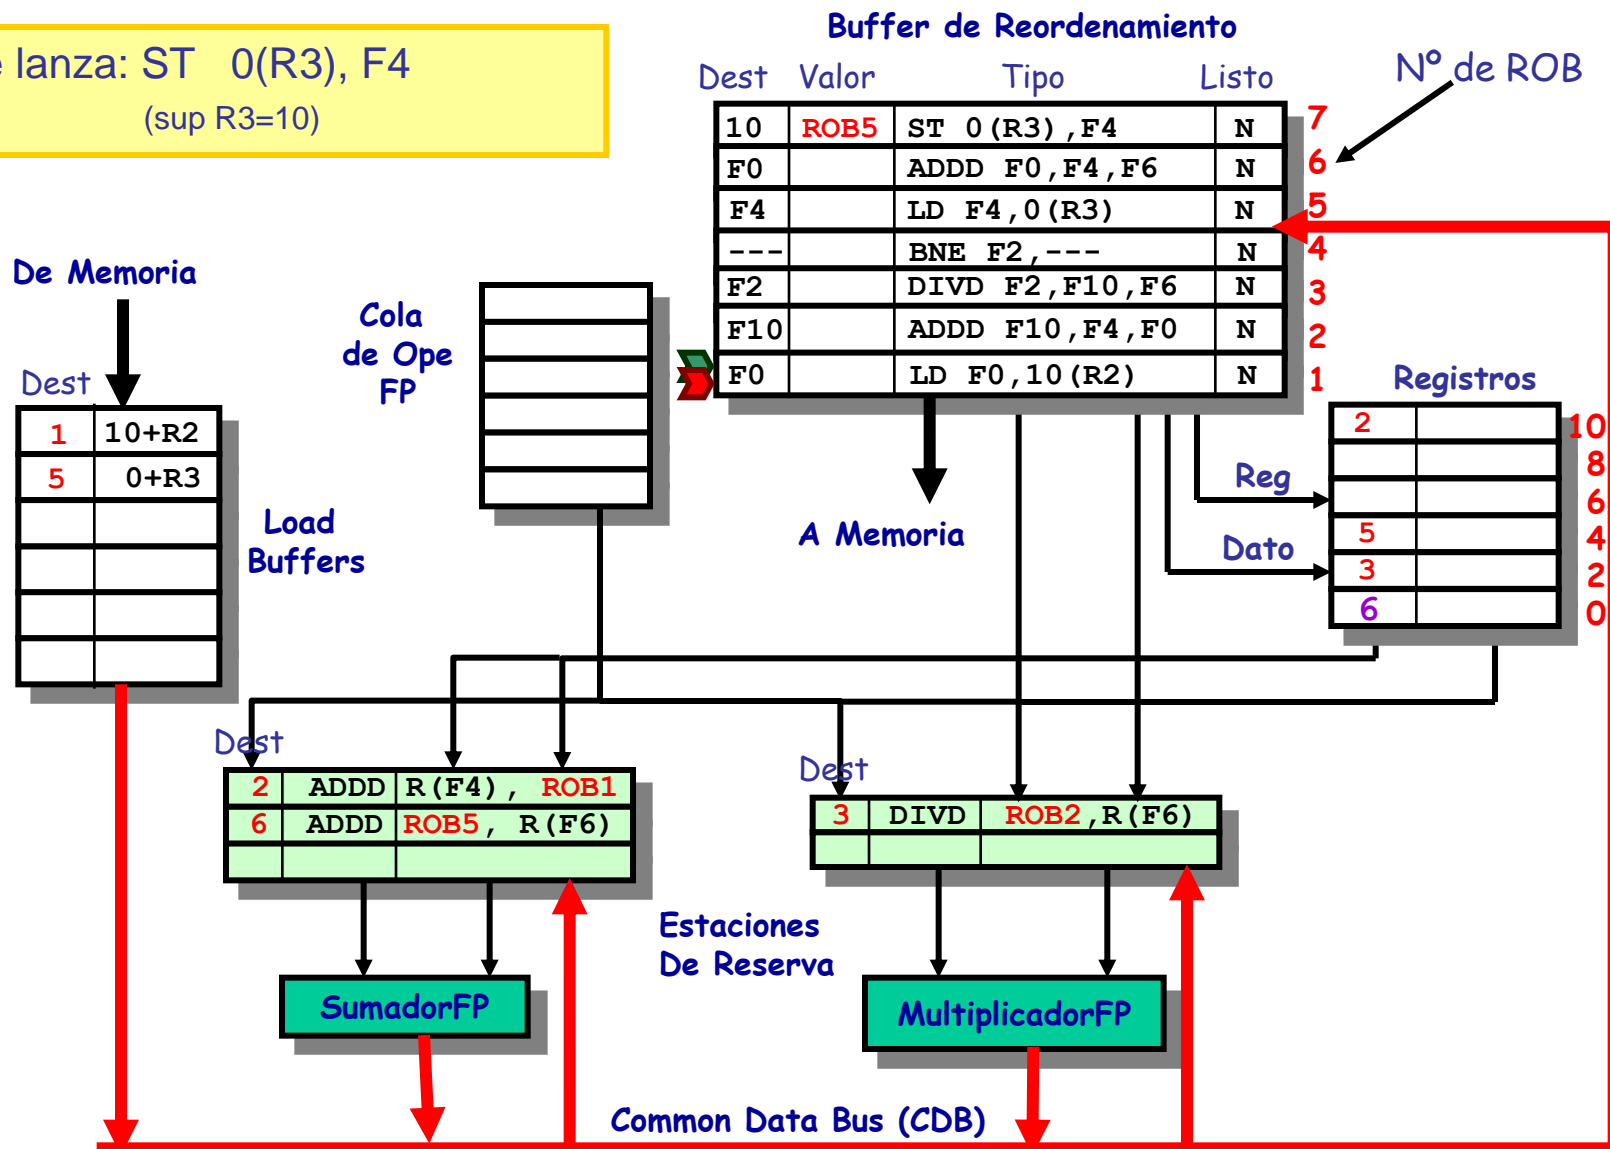 lanza: ST 0(R3), F4
(sup R3=10)
Buffer de Reordenamiento
Dest Valor Tipo Listo
Nº de ROB
10 ROB5 ST 0(R3),F4 N 7
F0 ADDD F0,F4,F6 N 6
F4 LD F4,0(R3) N 5
--- BNE F2,--- N 4
F2 DIVD F2,F10,F6 N 3
F10 ADDD F10,F4,F0 N 2
F0 LD F0,10(R2) N 1
De Memoria
Dest
1 10+R2
5 0+R3
Load
Buffers
Cola
de Ope
FP
A Memoria
Registros
2 10
8
6
5 4
3 2
6 0
Reg
Dato
Dest
2 ADDD R(F4), ROB1
6 ADDD ROB5, R(F6)
Dest
3 DIVD ROB2,R(F6)
Estaciones
De Reserva
SumadorFP
MultiplicadorFP
Common Data Bus (CDB)